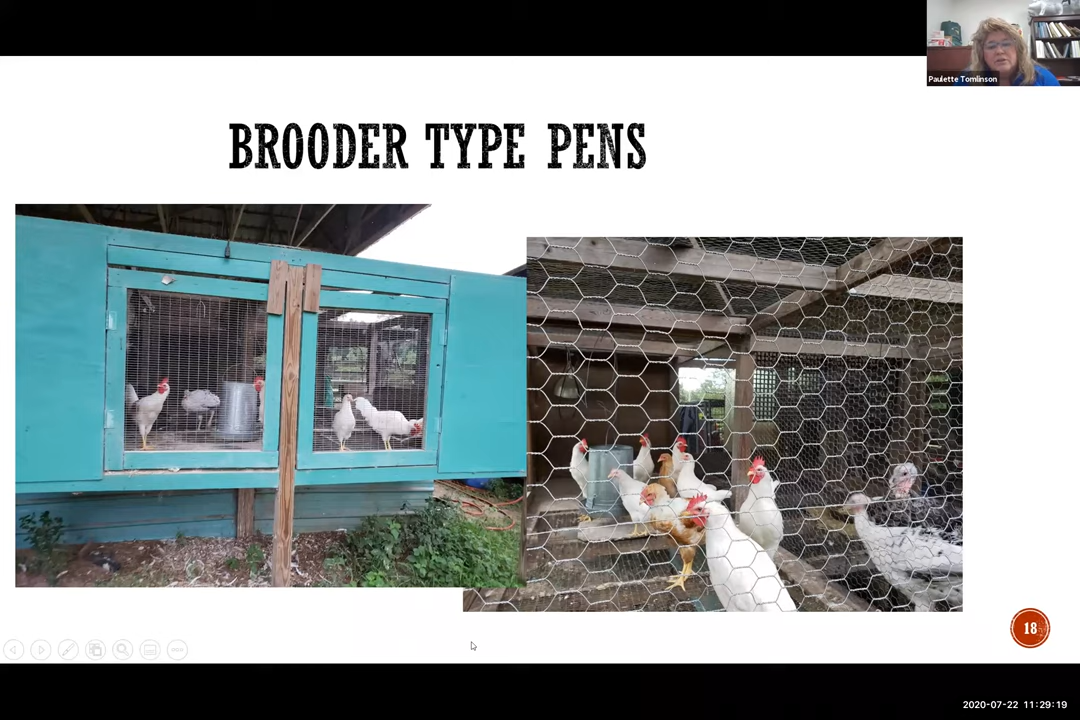 Paulette Tomlinson
BROODER TYPE PENS
18
2020-07-22 11:29:19